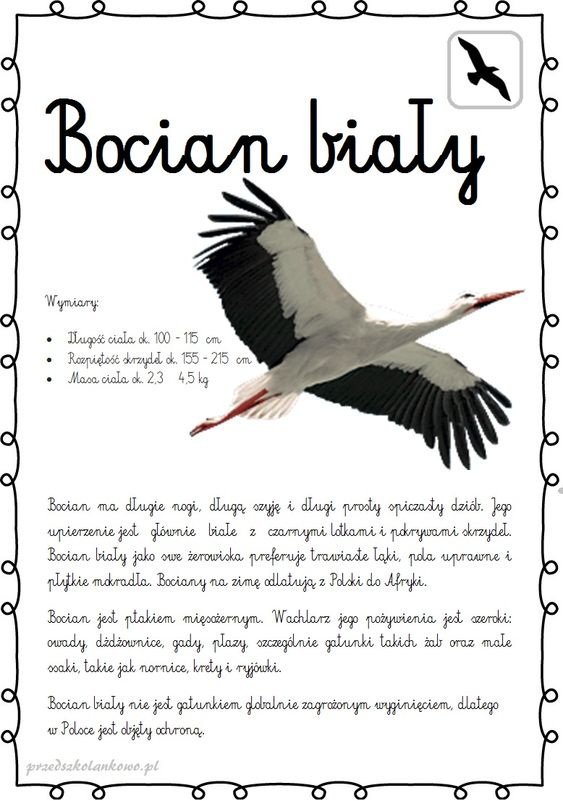 Bocian biały
Wymiary:
• Długość ciała ok. 100 - 115 cm
• Rozpiętość skrzydeł ok. 155 - 215 cm
• Masa ciała ok. 2,3 4,5 kg
Bocian ma długie nogi, długą szyję i długi prosty spiczasty dziób. Jego
upierzenie jest głównie białe z czarnymi lotkami i pokrywami skrzydeł.
Bocian biały jako swe żerowiska preferuje trawiaste łąki, pola uprawne i
płytkie mokradła. Bociany na zimę odlatują z Polski do Afryki.
Bocian jest ptakiem mięsożernym. Wachlarz jego pożywienia jest szeroki:
owady, dżdżownice, gady, płazy, szczególnie gatunki takich żab oraz małe
ssaki, takie jak nornice, krety i ryjówki.
Bocian biały nie jest gatunkiem globalnie zagrożonym wyginięciem, dlatego
w Polsce jest objęty ochroną.
przedszkolankowo.pl